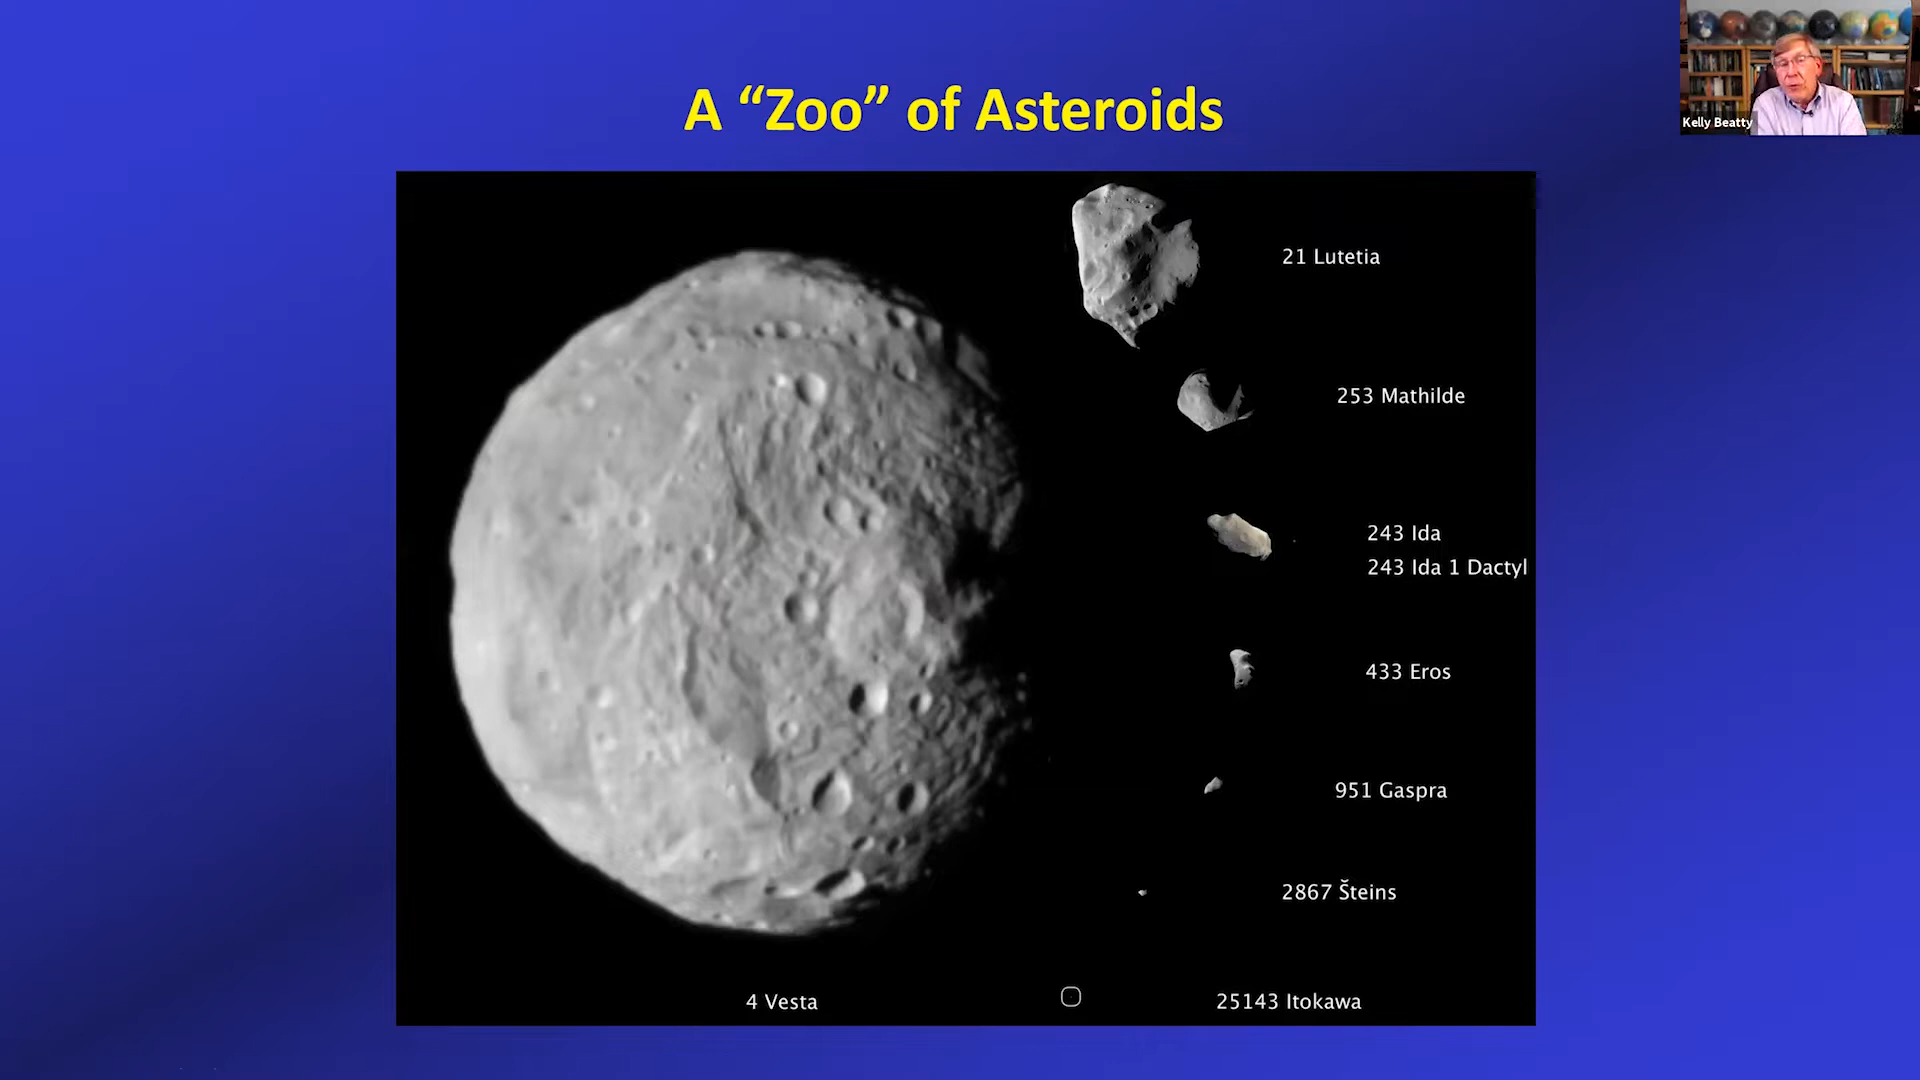 A “Zoo” of Asteroids
Kelly Beatty
21 Lutetia
253 Mathilde
243 Ida
243 Ida 1 Dactyl
433 Eros
951 Gaspra
2867 Šteins
4 Vesta
25143 Itokawa